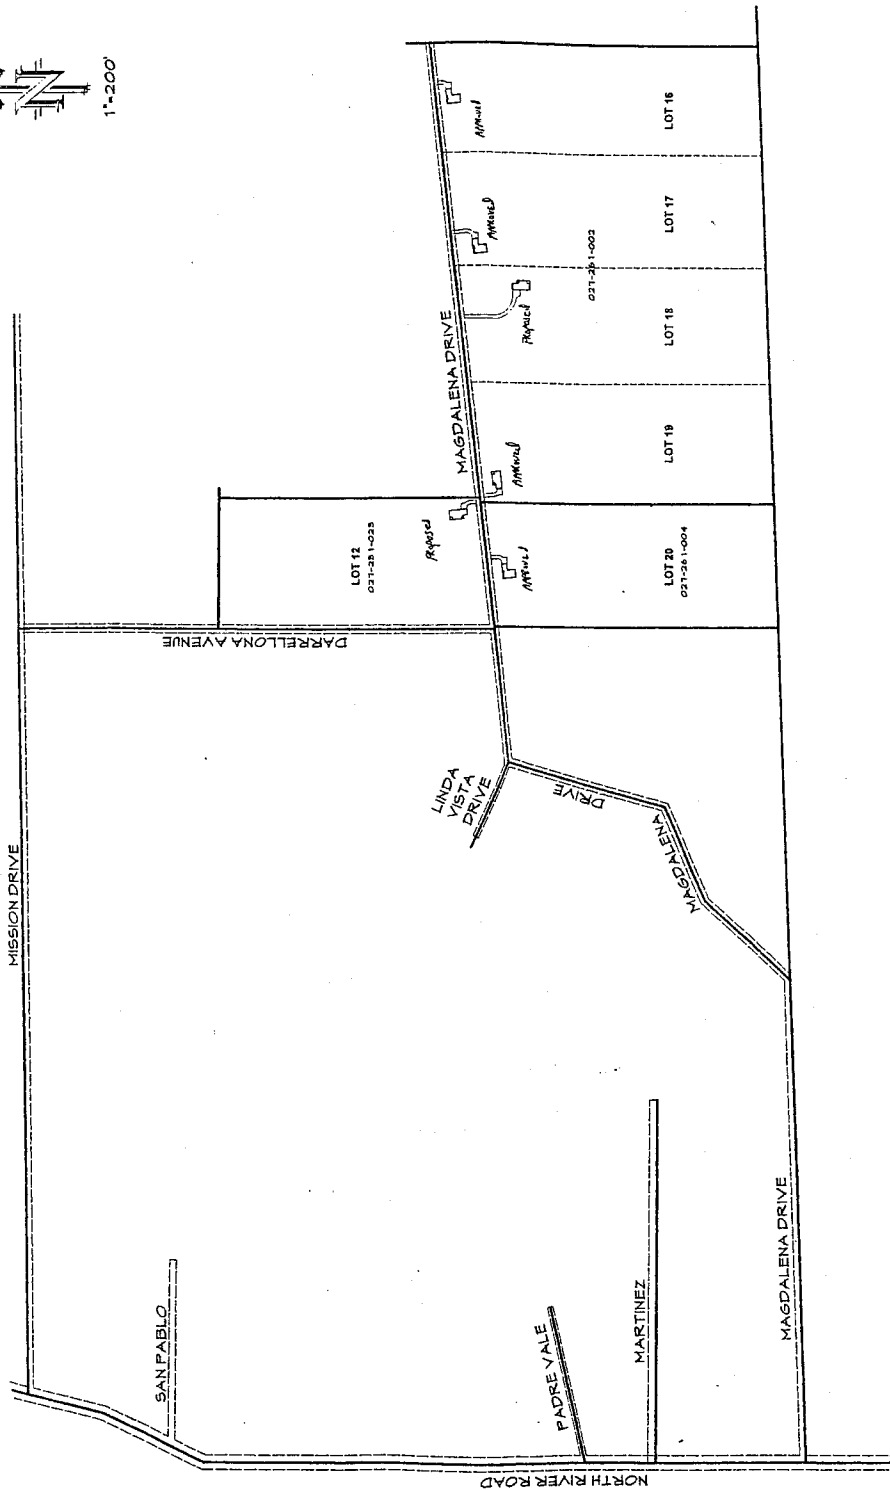 1"=200'
MISSION DRIVE
SAN PABLO
NORTH RIVER ROAD
PADRE VALE
MARTINEZ
MAGDALENA DRIVE
MAGDALENA
DRIVE
LINDA
VISTA
DRIVE
DARRELLONA AVENUE
MAGDALENA DRIVE
LOT 12
027-251-025
Proposed
LOT 20
027-261-004
APPROVED
LOT 19
APPROVED
LOT 18
Proposed
027-261-002
LOT 17
APPROVED
LOT 16
APPROVED
N